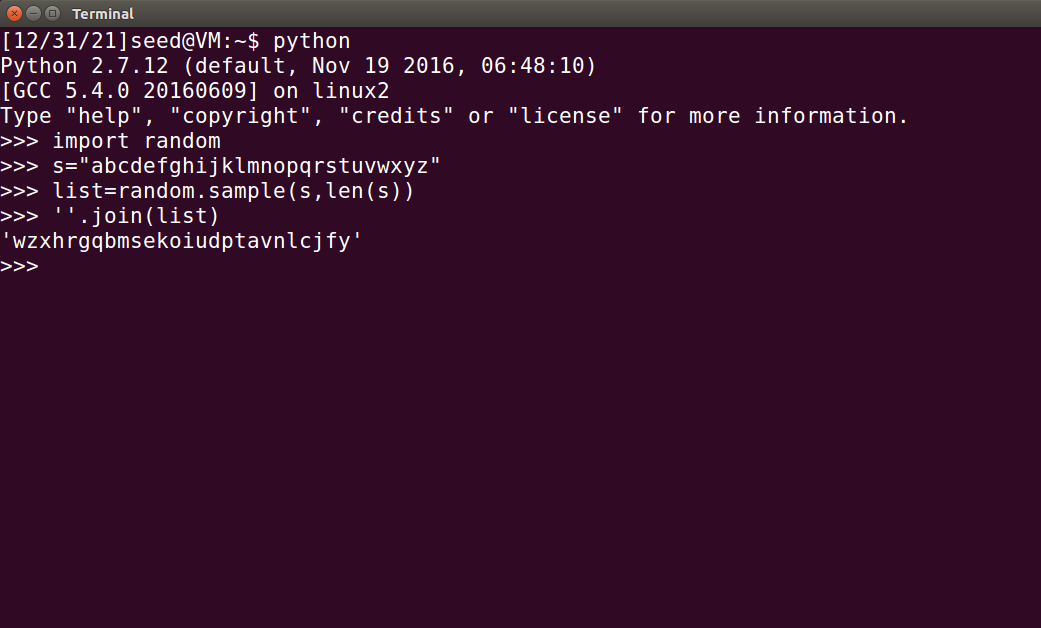 Terminal
[12/31/21]seed@VM:~$ python
Python 2.7.12 (default, Nov 19 2016, 06:48:10)
[GCC 5.4.0 20160609] on linux2
Type "help", "copyright", "credits" or "license" for more information.
>>> import random
>>> s="abcdefghijklmnopqrstuvwxyz"
>>> list=random.sample(s,len(s))
>>> ''.join(list)
'wzxhrgqbmsekoiudptavnlcjfy'
>>>